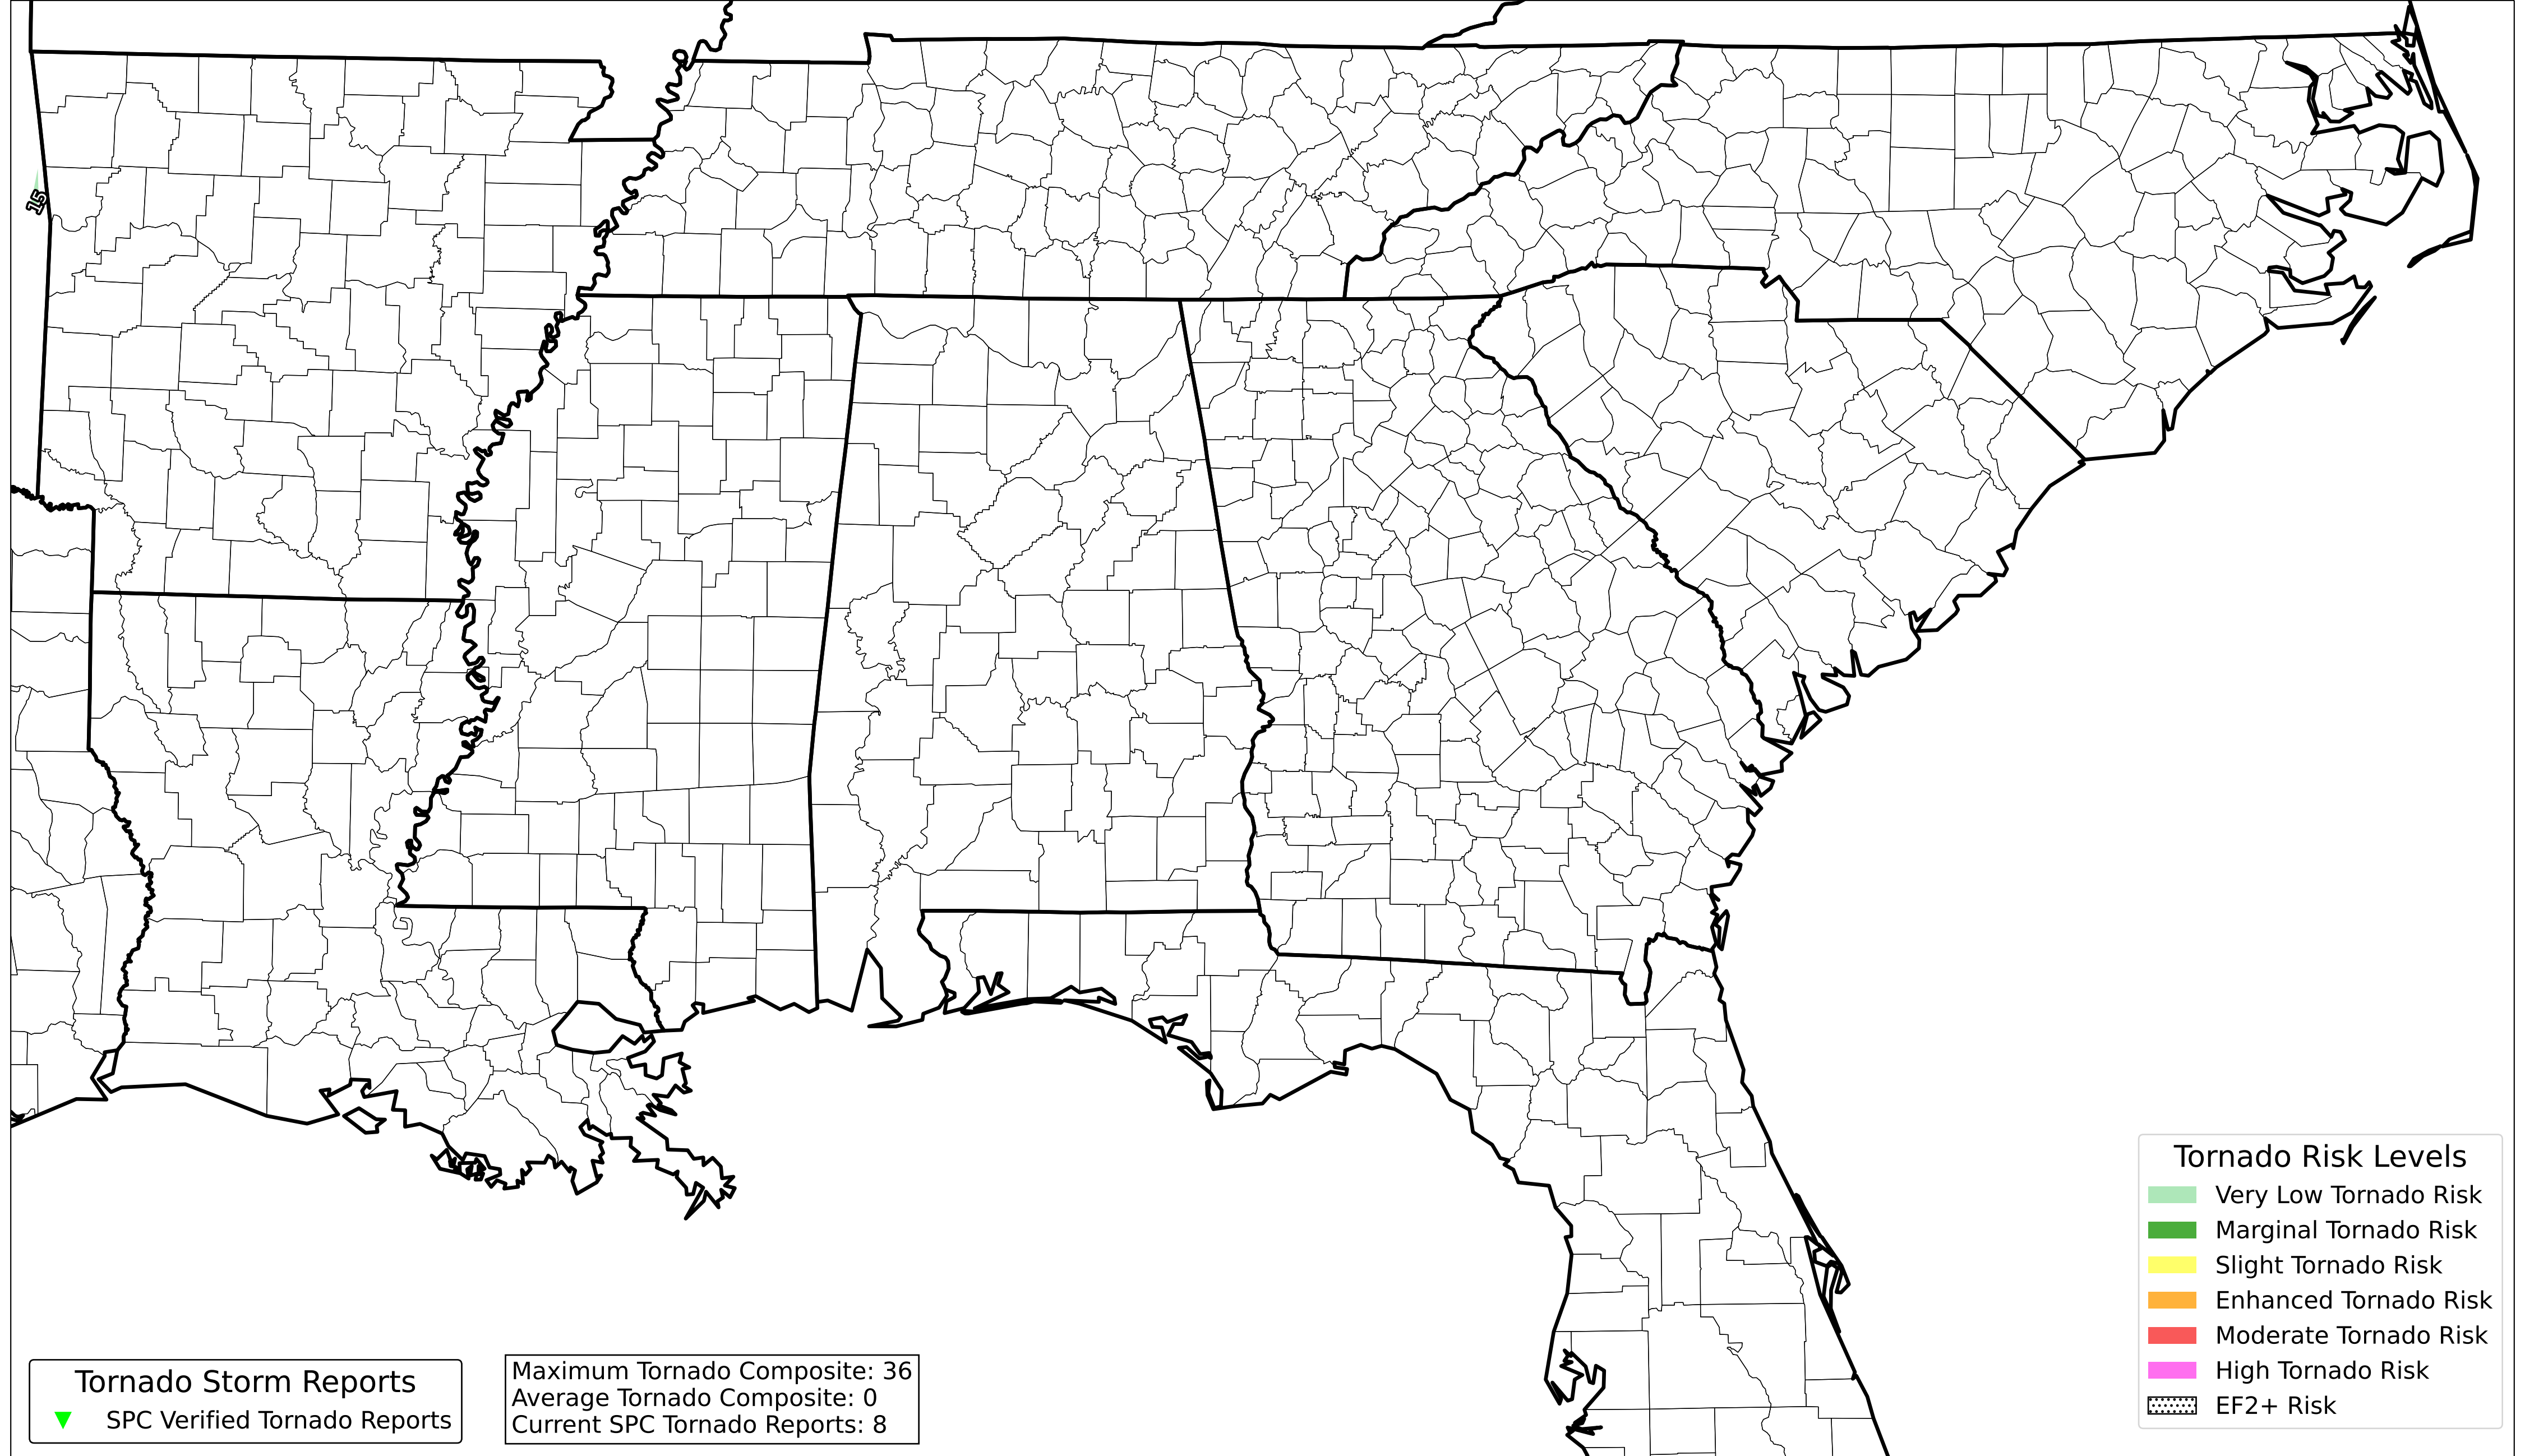 15
Tornado Risk Levels
Very Low Tornado Risk
Marginal Tornado Risk
Slight Tornado Risk
Enhanced Tornado Risk
Moderate Tornado Risk
High Tornado Risk
EF2+ Risk
Tornado Storm Reports
SPC Verified Tornado Reports
Maximum Tornado Composite: 36
Average Tornado Composite: 0
Current SPC Tornado Reports: 8